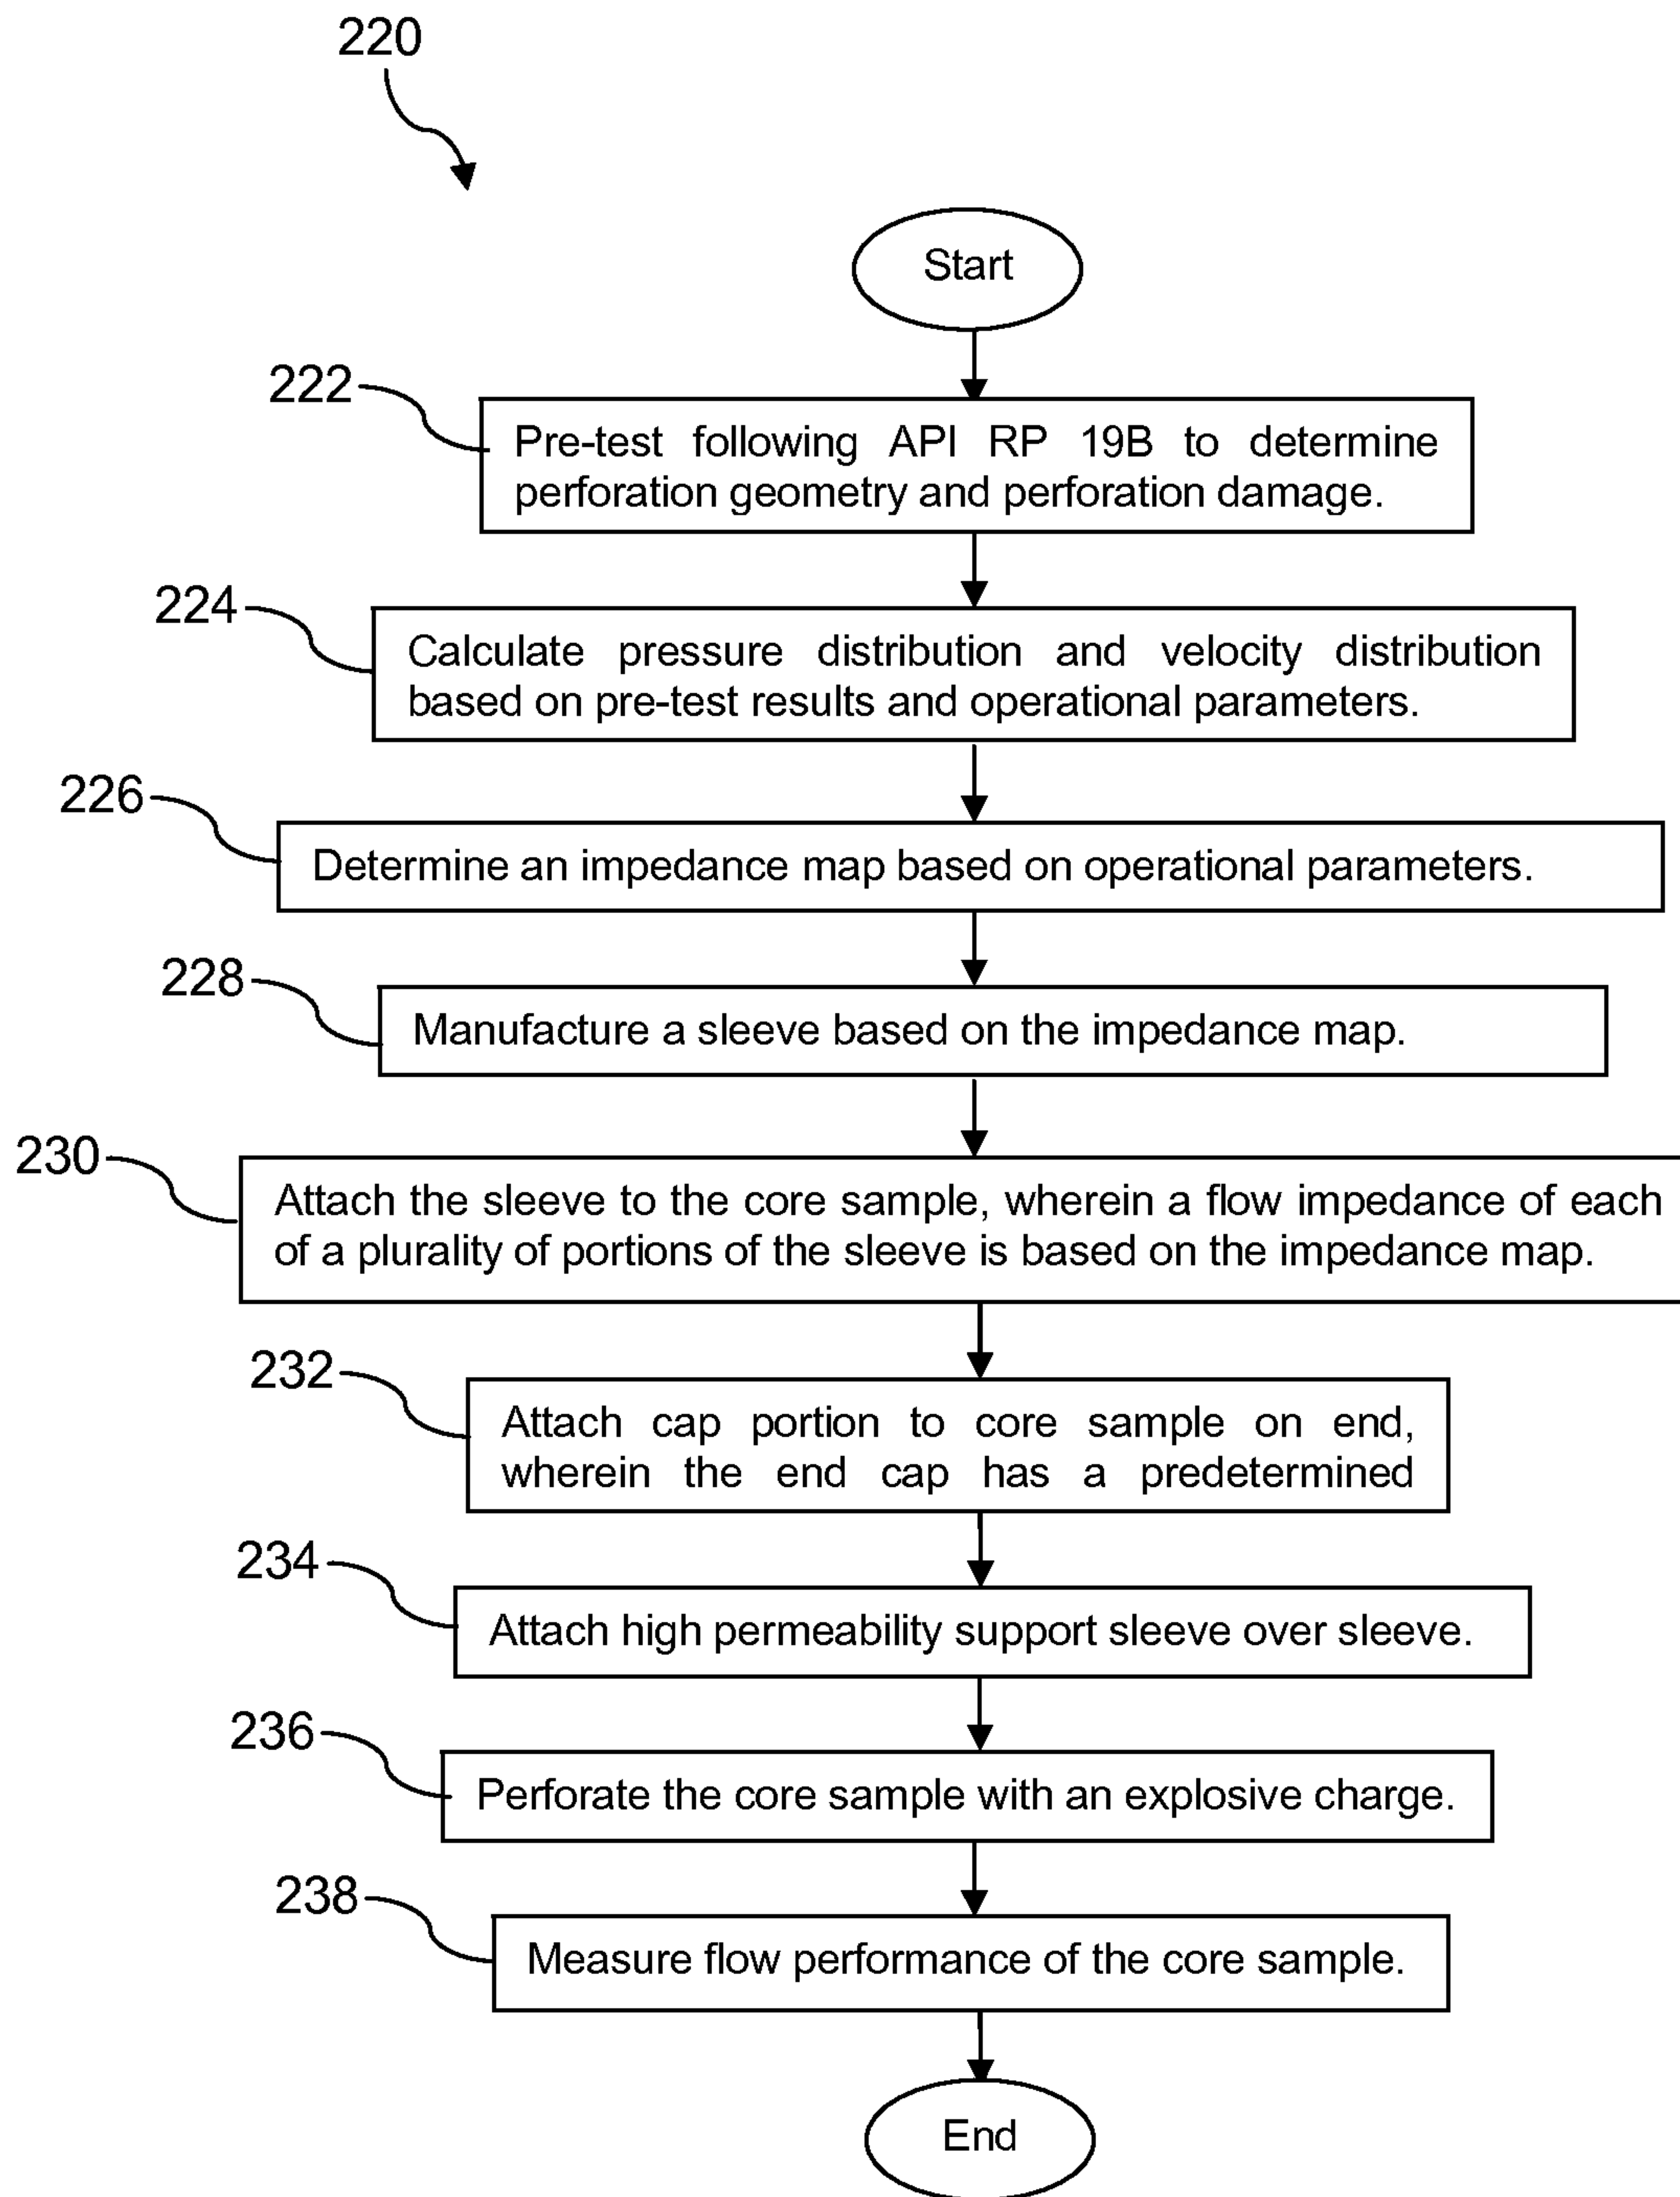 220
Start
222
Pre-test following API RP 19B to determine
perforation geometry and perforation damage.
224
Calculate pressure distribution and velocity distribution
based on pre-test results and operational parameters.
226
Determine an impedance map based on operational parameters.
228
Manufacture a sleeve based on the impedance map.
230
Attach the sleeve to the core sample, wherein a flow impedance of each
of a plurality of portions of the sleeve is based on the impedance map.
232
Attach cap portion to core sample on end,
wherein the end cap has a predetermined
234
Attach high permeability support sleeve over sleeve.
236
Perforate the core sample with an explosive charge.
238
Measure flow performance of the core sample.
End